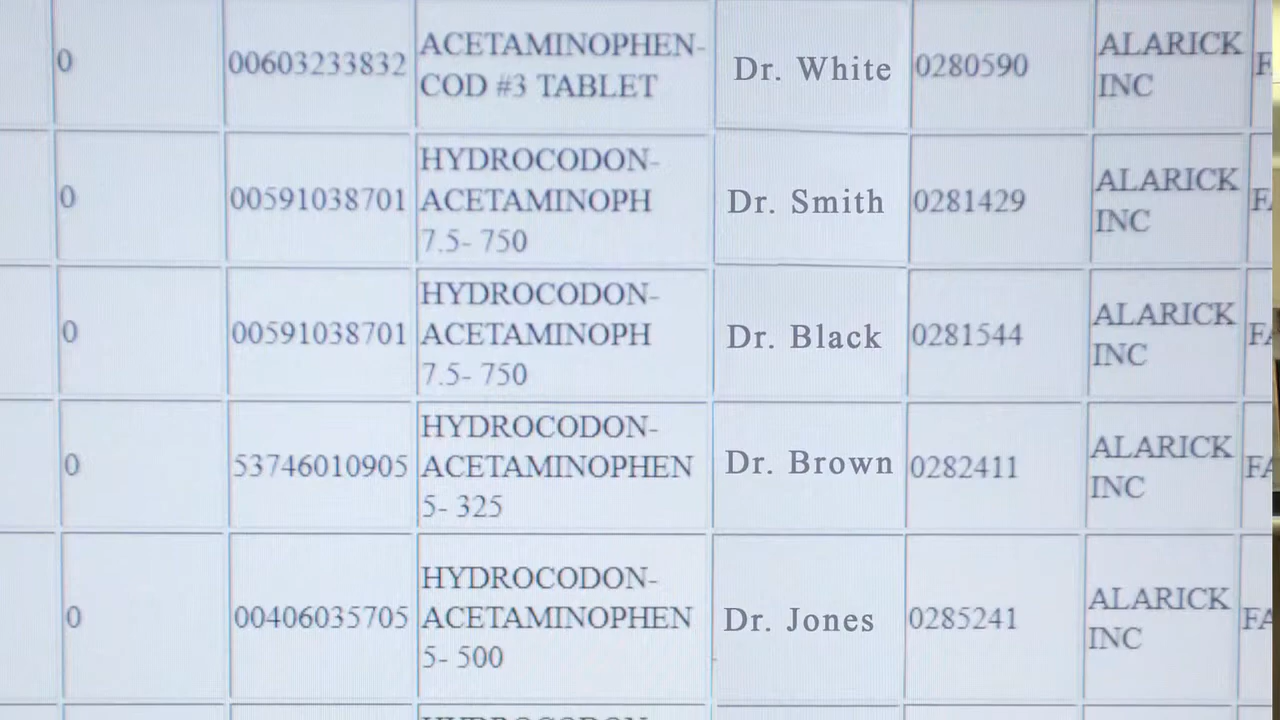 0 00603233832 ACETAMINOPHEN- Dr. White 0280590 ALARICK
COD #3 TABLET INC
HYDROCODON-
0 00591038701 ACETAMINOPH Dr. Smith 0281429 ALARICK
7.5- 750 INC
HYDROCODON-
0 00591038701 ACETAMINOPH Dr. Black 0281544 ALARICK
7.5- 750 INC
HYDROCODON-
0 53746010905 ACETAMINOPHEN Dr. Brown 0282411 ALARICK
5- 325 INC
HYDROCODON-
0 00406035705 ACETAMINOPHEN Dr. Jones 0285241 ALARICK
5- 500 INC
HYDROCODON-